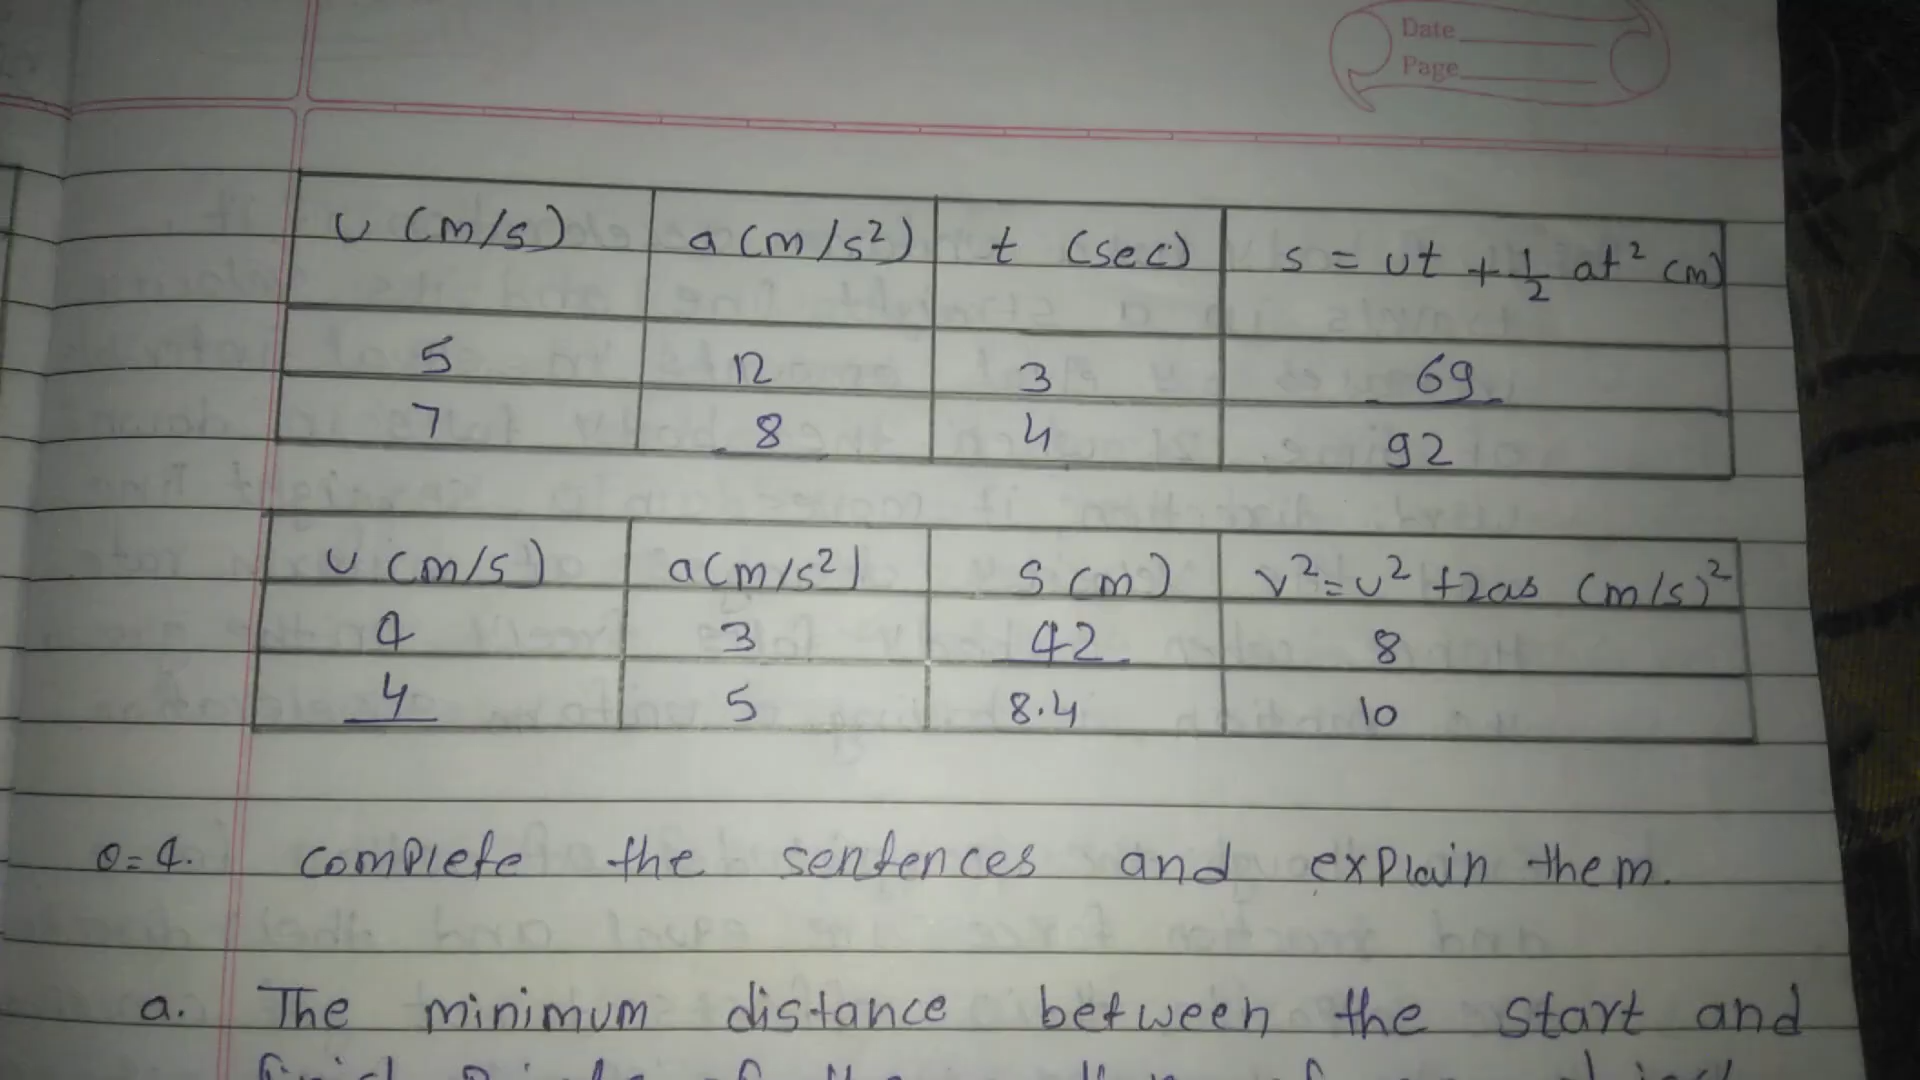 Date
Page
u (m/s) a (m/s²) t (sec) s = ut + 1/2 at² (m)
5 12 3 69
7 8 4 92
u (m/s) a (m/s²) s (m) v² = u² + 2as (m/s)²
4 3 42 8
4 5 8.4 10
Q=4. complete the sentences and explain them.
a. The minimum distance between the start and